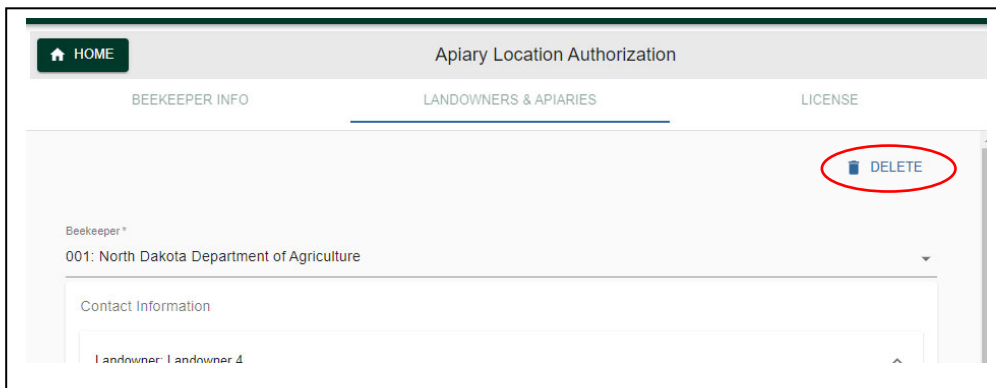 HOME
Apiary Location Authorization
BEEKEEPER INFO
LANDOWNERS & APIARIES
LICENSE
DELETE
Beekeeper*
001: North Dakota Department of Agriculture
Contact Information
Landowner: Landowner 4